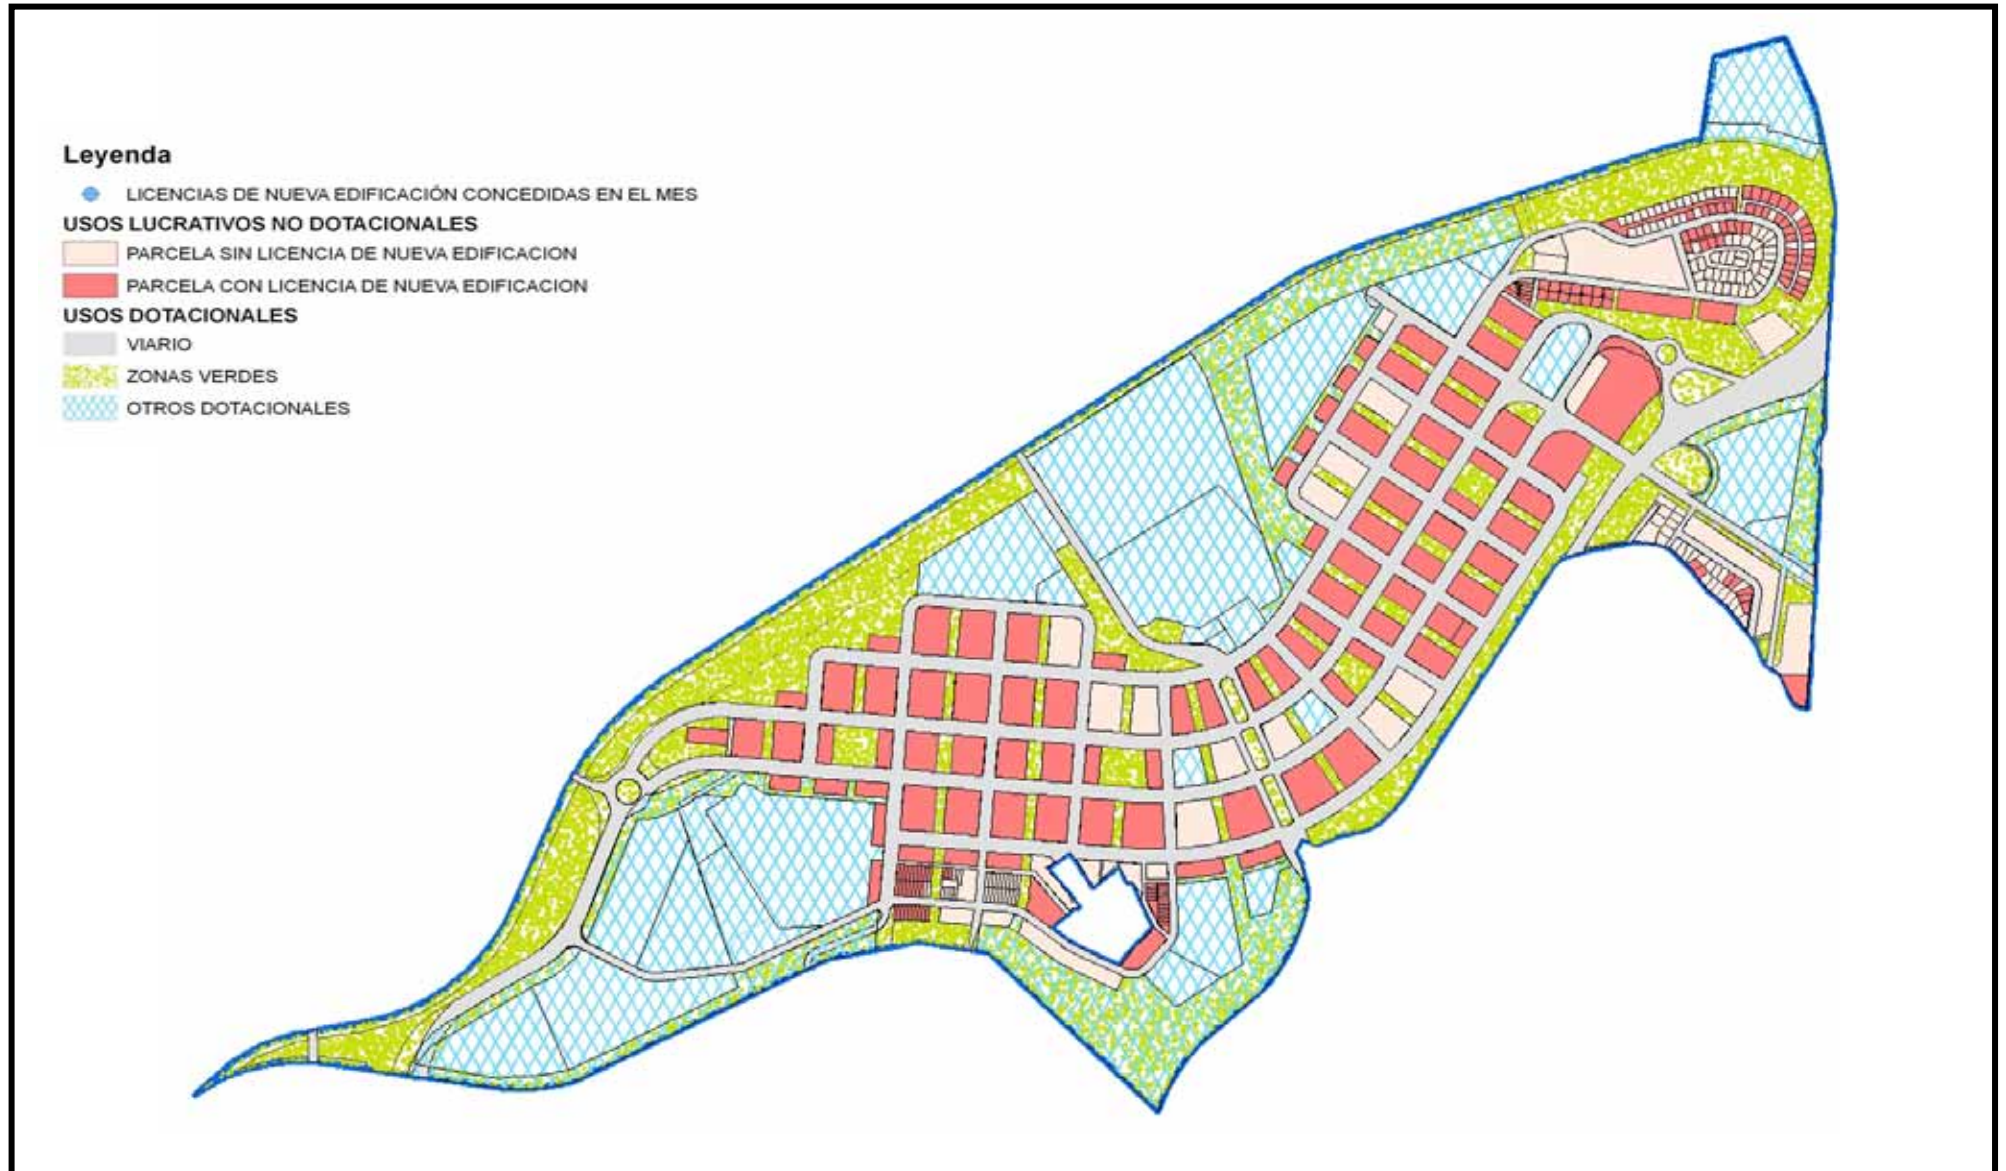 Leyenda
LICENCIAS DE NUEVA EDIFICACIÓN CONCEDIDAS EN EL MES
USOS LUCRATIVOS NO DOTACIONALES
PARCELA SIN LICENCIA DE NUEVA EDIFICACION
PARCELA CON LICENCIA DE NUEVA EDIFICACION
USOS DOTACIONALES
VIARIO
ZONAS VERDES
OTROS DOTACIONALES